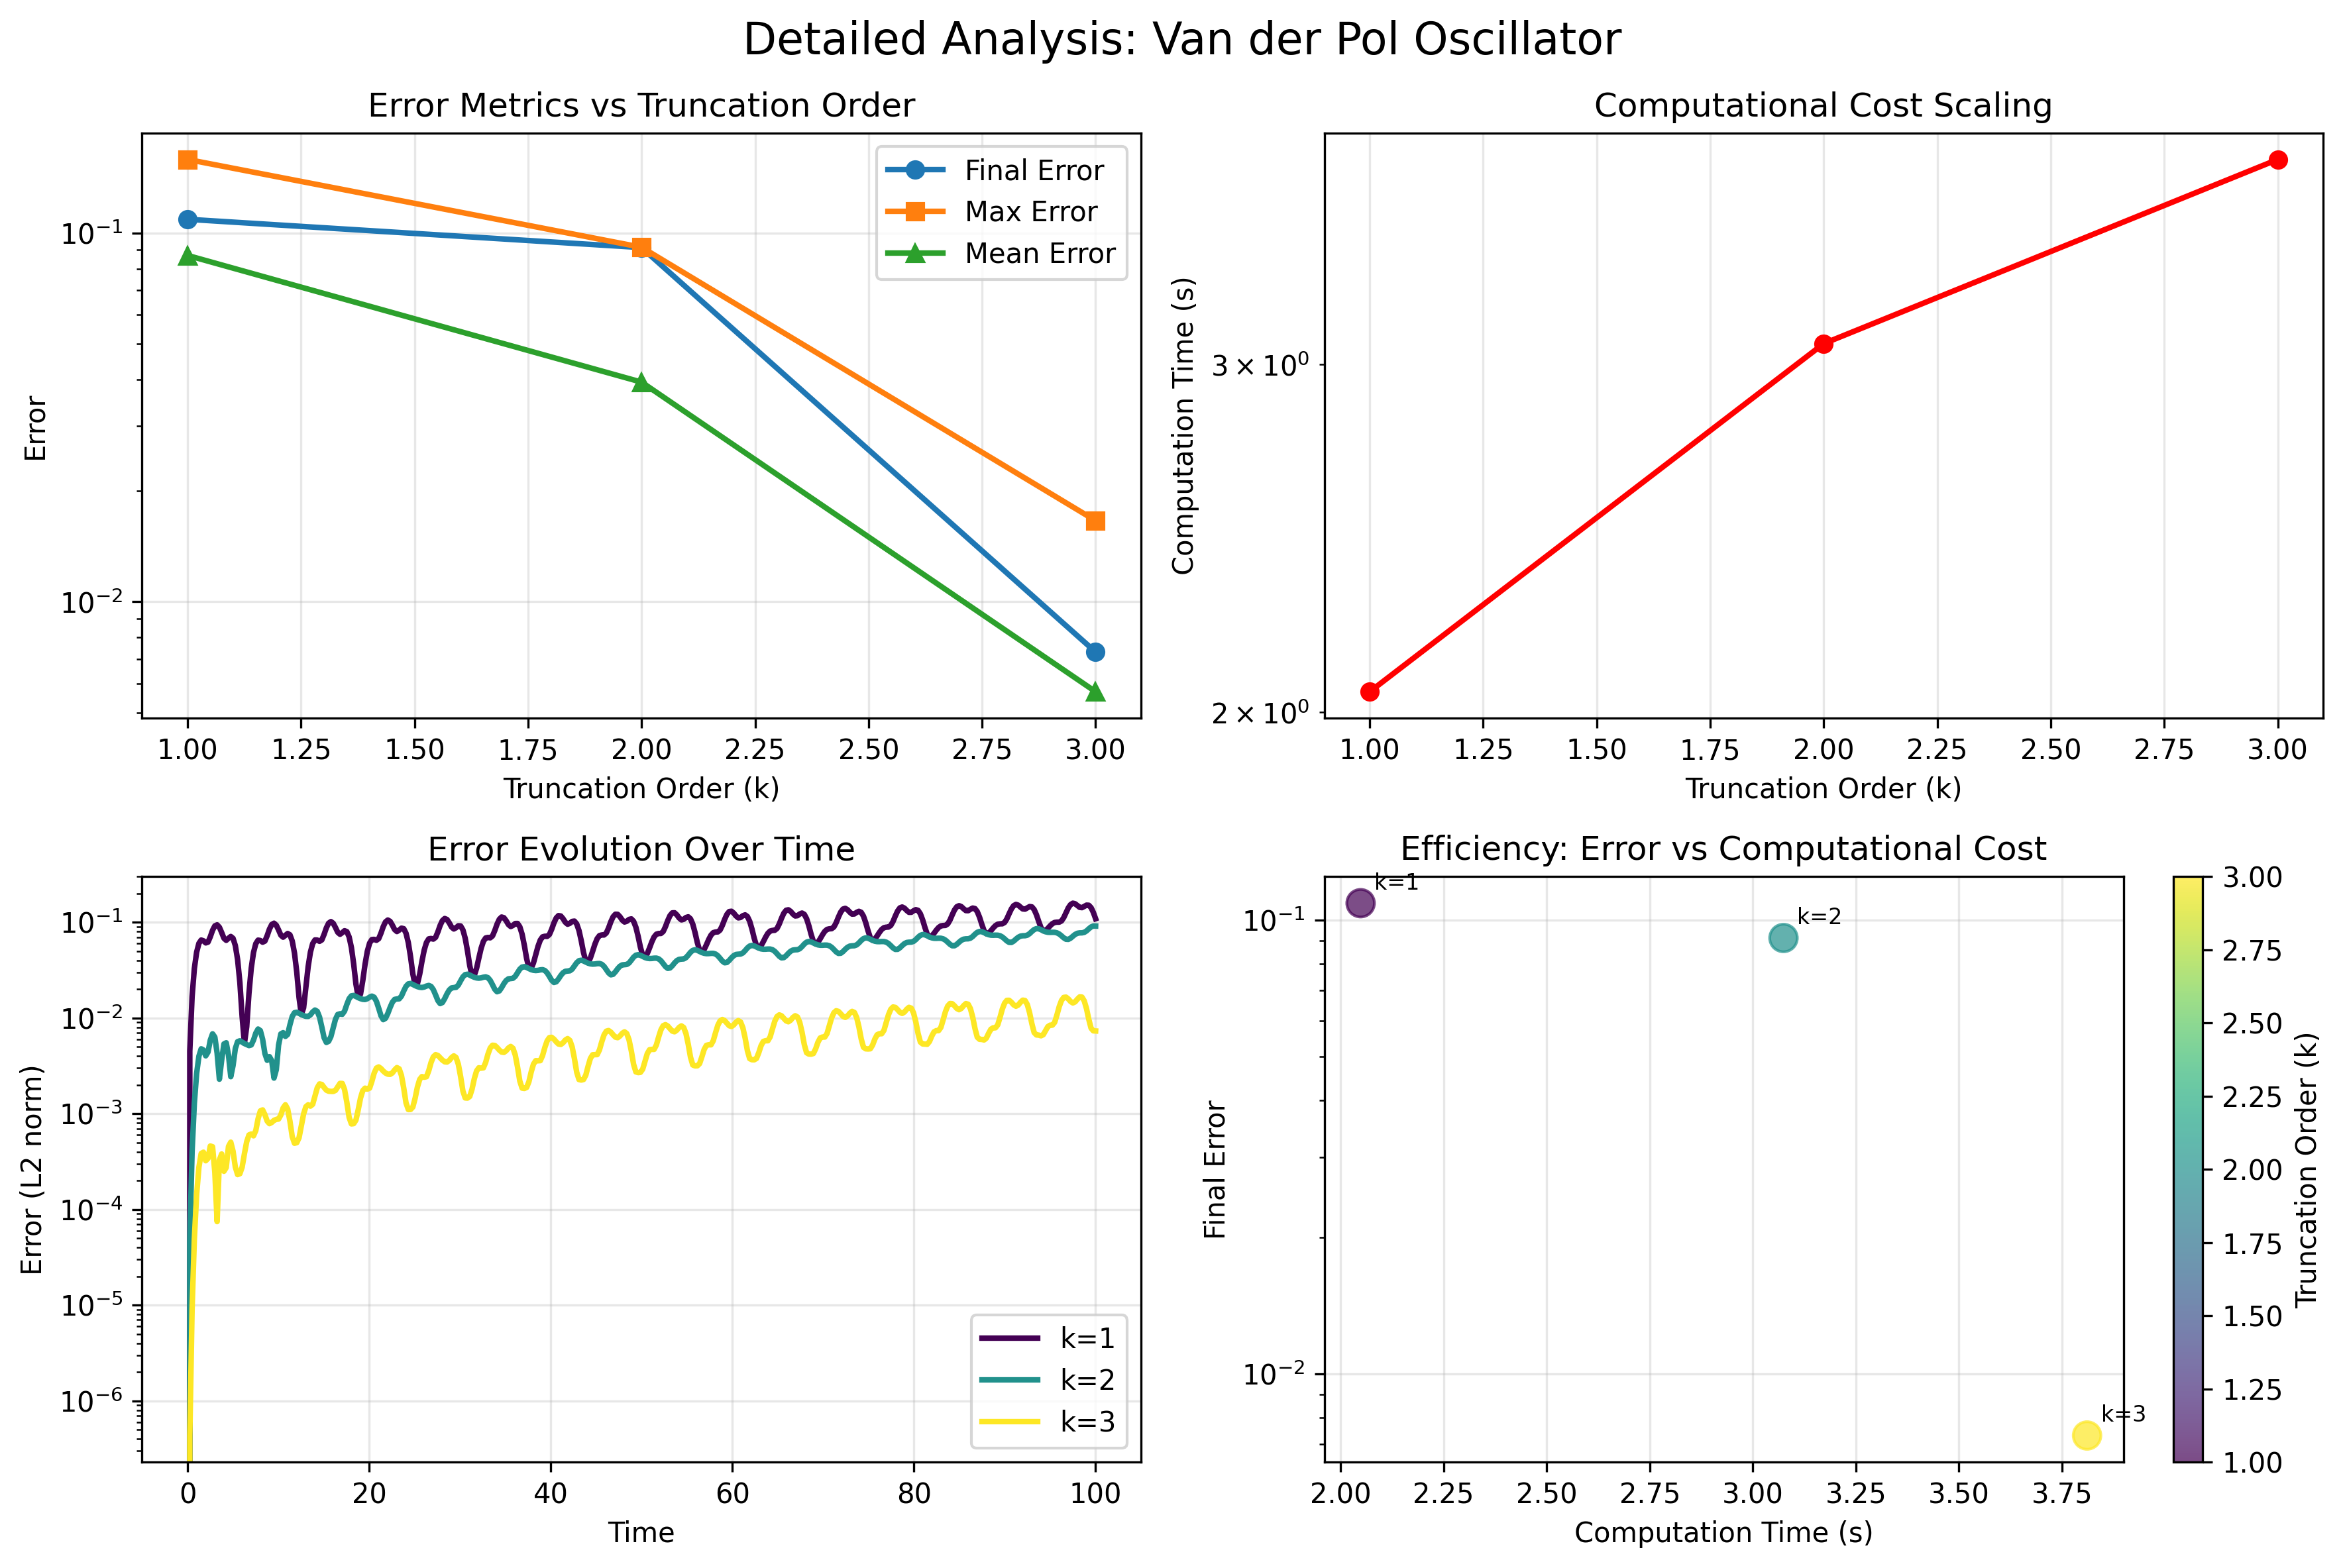 Detailed Analysis: Van der Pol Oscillator
Error Metrics vs Truncation Order
Error
10⁻¹
10⁻²
Final Error
Max Error
Mean Error
1.00 1.25 1.50 1.75 2.00 2.25 2.50 2.75 3.00
Truncation Order (k)
Computational Cost Scaling
Computation Time (s)
3 × 10⁰
2 × 10⁰
1.00 1.25 1.50 1.75 2.00 2.25 2.50 2.75 3.00
Truncation Order (k)
Error Evolution Over Time
Error (L2 norm)
10⁻¹
10⁻²
10⁻³
10⁻⁴
10⁻⁵
10⁻⁶
k=1
k=2
k=3
0 20 40 60 80 100
Time
Efficiency: Error vs Computational Cost
Final Error
10⁻¹
10⁻²
k=1
k=2
k=3
2.00 2.25 2.50 2.75 3.00 3.25 3.50 3.75
Computation Time (s)
3.00
2.75
2.50
2.25
2.00
1.75
1.50
1.25
1.00
Truncation Order (k)